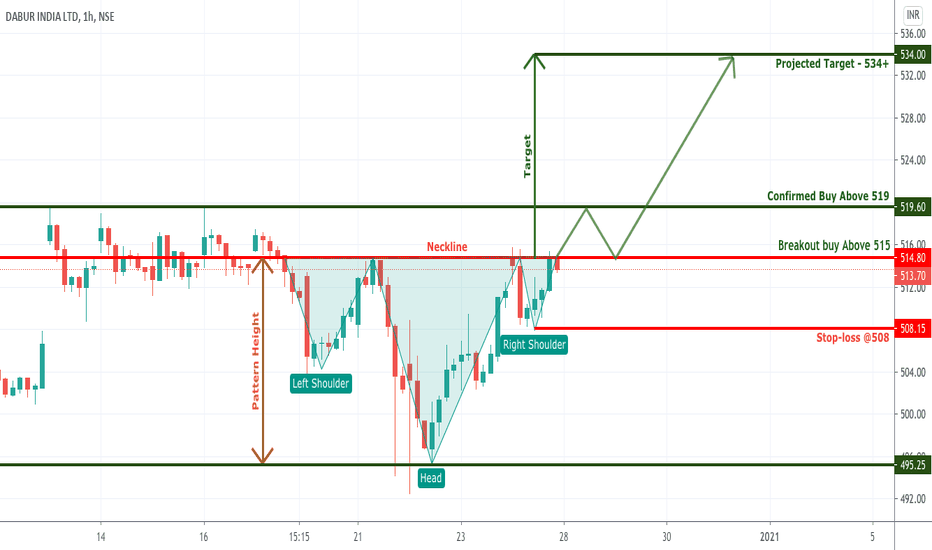 DABUR INDIA LTD, 1h, NSE
INR
536.00
534.00
Projected Target - 534+
532.00
528.00
Target
524.00
Confirmed Buy Above 519
519.60
516.00
Breakout buy Above 515
Neckline
514.80
513.70
512.00
508.15
Stop-loss @508
Right Shoulder
Pattern Height
Left Shoulder
504.00
500.00
496.00
495.25
Head
492.00
14
16
15:15
21
23
28
30
2021
5